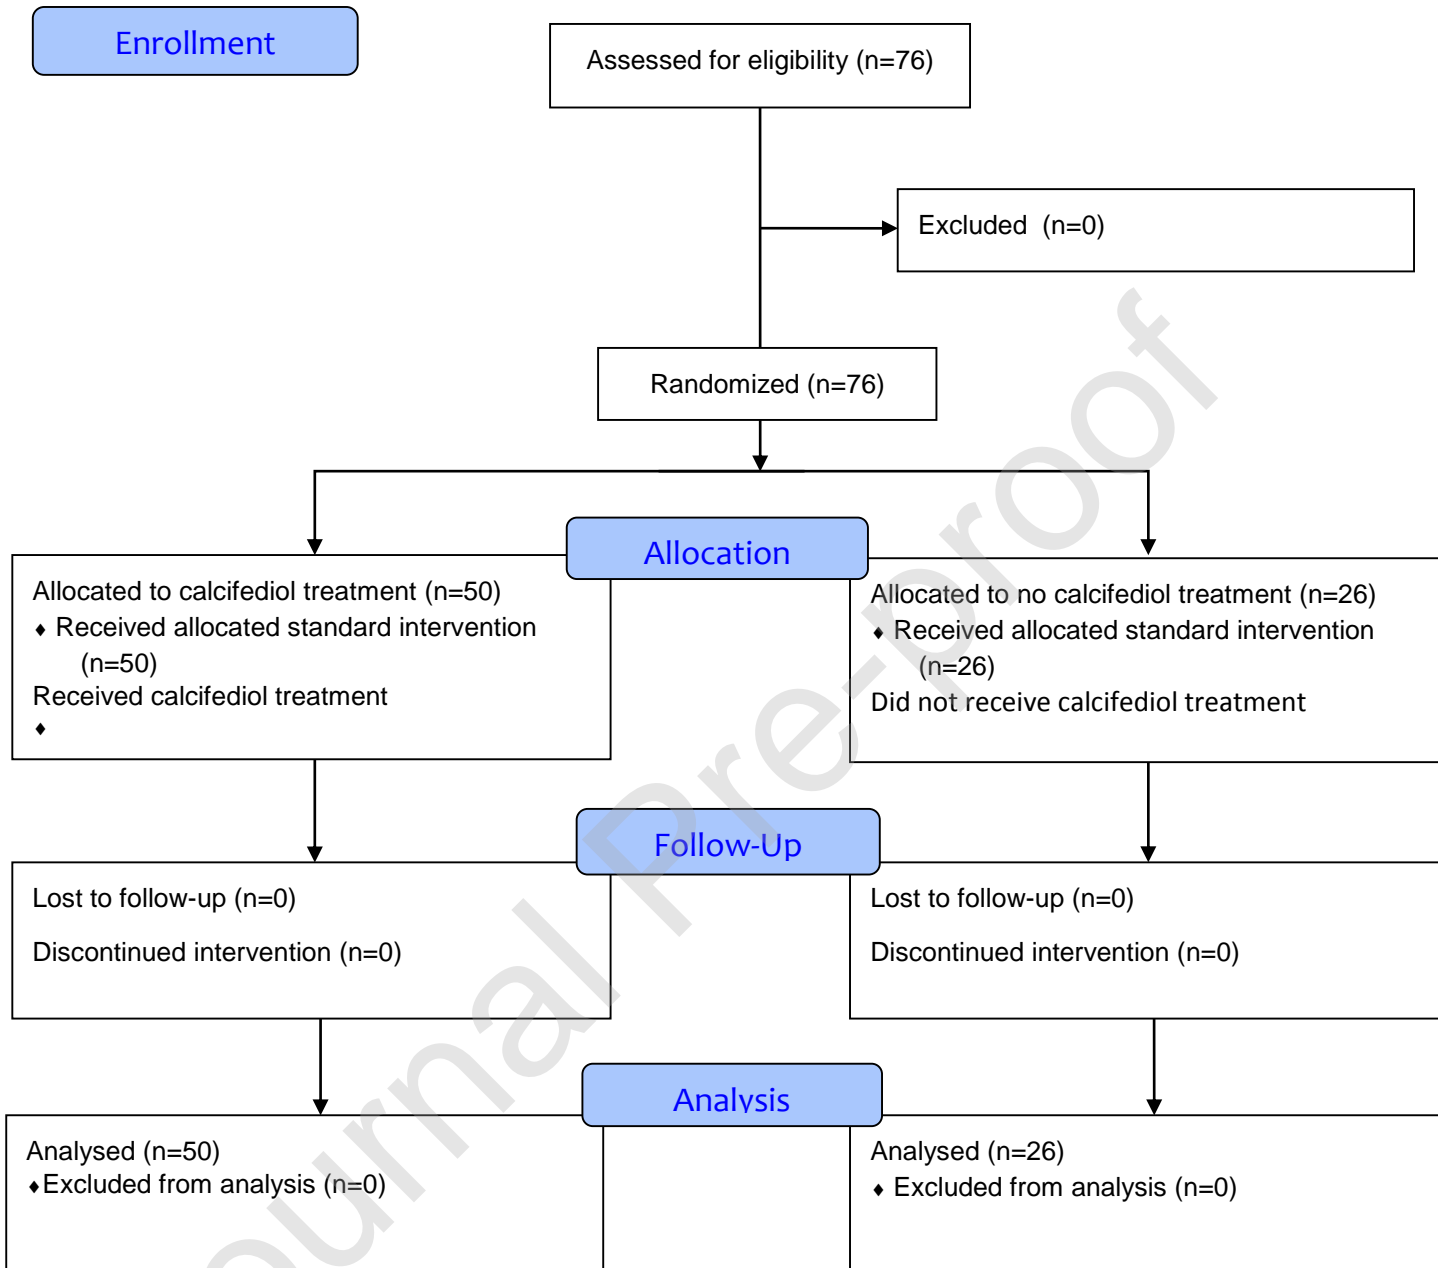 Enrollment
Assessed for eligibility (n=76)
Excluded (n=0)
Randomized (n=76)
Allocation
Allocated to calcifediol treatment (n=50)
♦ Received allocated standard intervention
(n=50)
Received calcifediol treatment
♦
Allocated to no calcifediol treatment (n=26)
♦ Received allocated standard intervention
(n=26)
Did not receive calcifediol treatment
Follow-Up
Lost to follow-up (n=0)
Discontinued intervention (n=0)
Lost to follow-up (n=0)
Discontinued intervention (n=0)
Analysis
Analysed (n=50)
♦Excluded from analysis (n=0)
Analysed (n=26)
♦ Excluded from analysis (n=0)
urnal Pre-proof